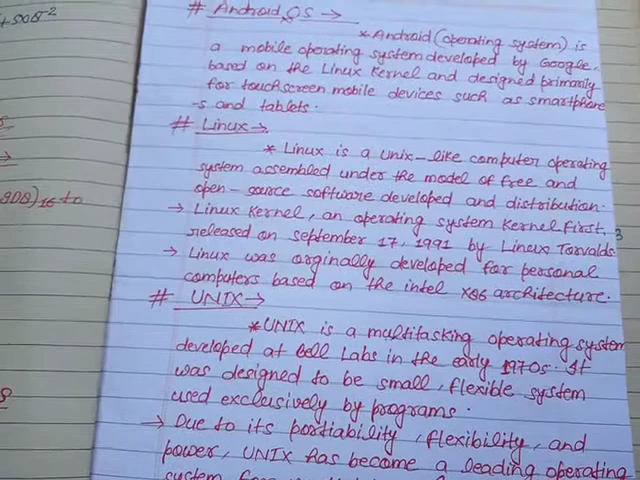 +508⁻²
# Android OS →
* Android (operating system) is
a mobile operating system developed by Google,
based on the Linux Kernel and designed primarily
for touchscreen mobile devices such as smartphone
-s and tablets.
# Linux →
* Linux is a unix-like computer operating
system assembled under the model of free and
open-source software developed and distribution.
→ Linux Kernel, an operating system Kernel first,
released on september 17, 1991 by Linux Torvalds
→ Linux was orginally developed for personal
computers based on the intel X86 architecture.
# UNIX →
* UNIX is a multitasking operating system
developed at bell Labs in the early 1970s. It
was designed to be small, flexible system
used exclusively by programs.
→ Due to its portiability, flexibility, and
power, UNIX has become a leading operating